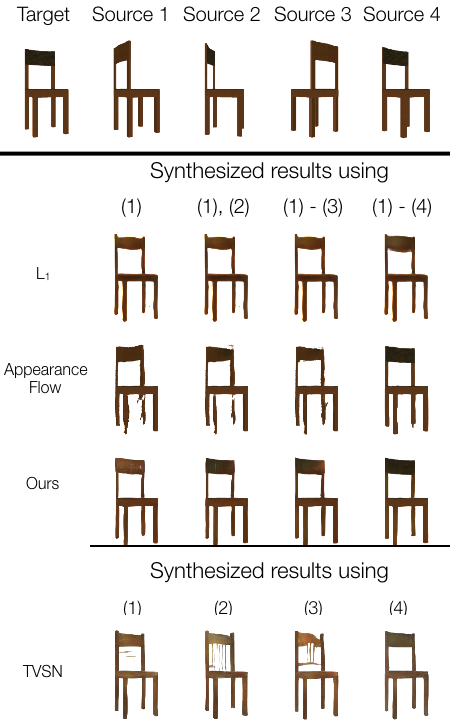 Target Source 1 Source 2 Source 3 Source 4
Synthesized results using
(1) (1), (2) (1) - (3) (1) - (4)
L₁
Appearance
Flow
Ours
Synthesized results using
(1) (2) (3) (4)
TVSN